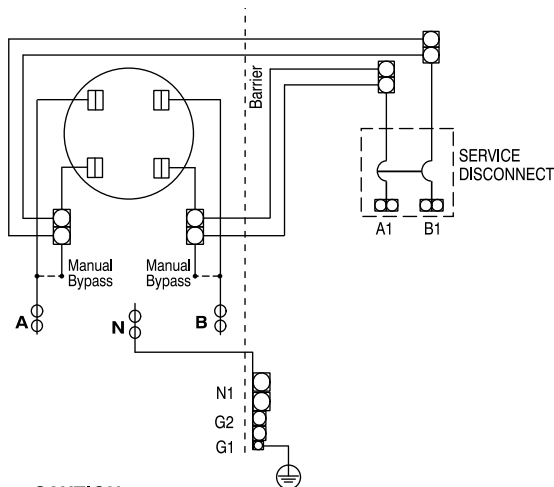 Barrier
SERVICE
DISCONNECT
A1 B1
Manual
Bypass
Manual
Bypass
A N B
N1
G2
G1